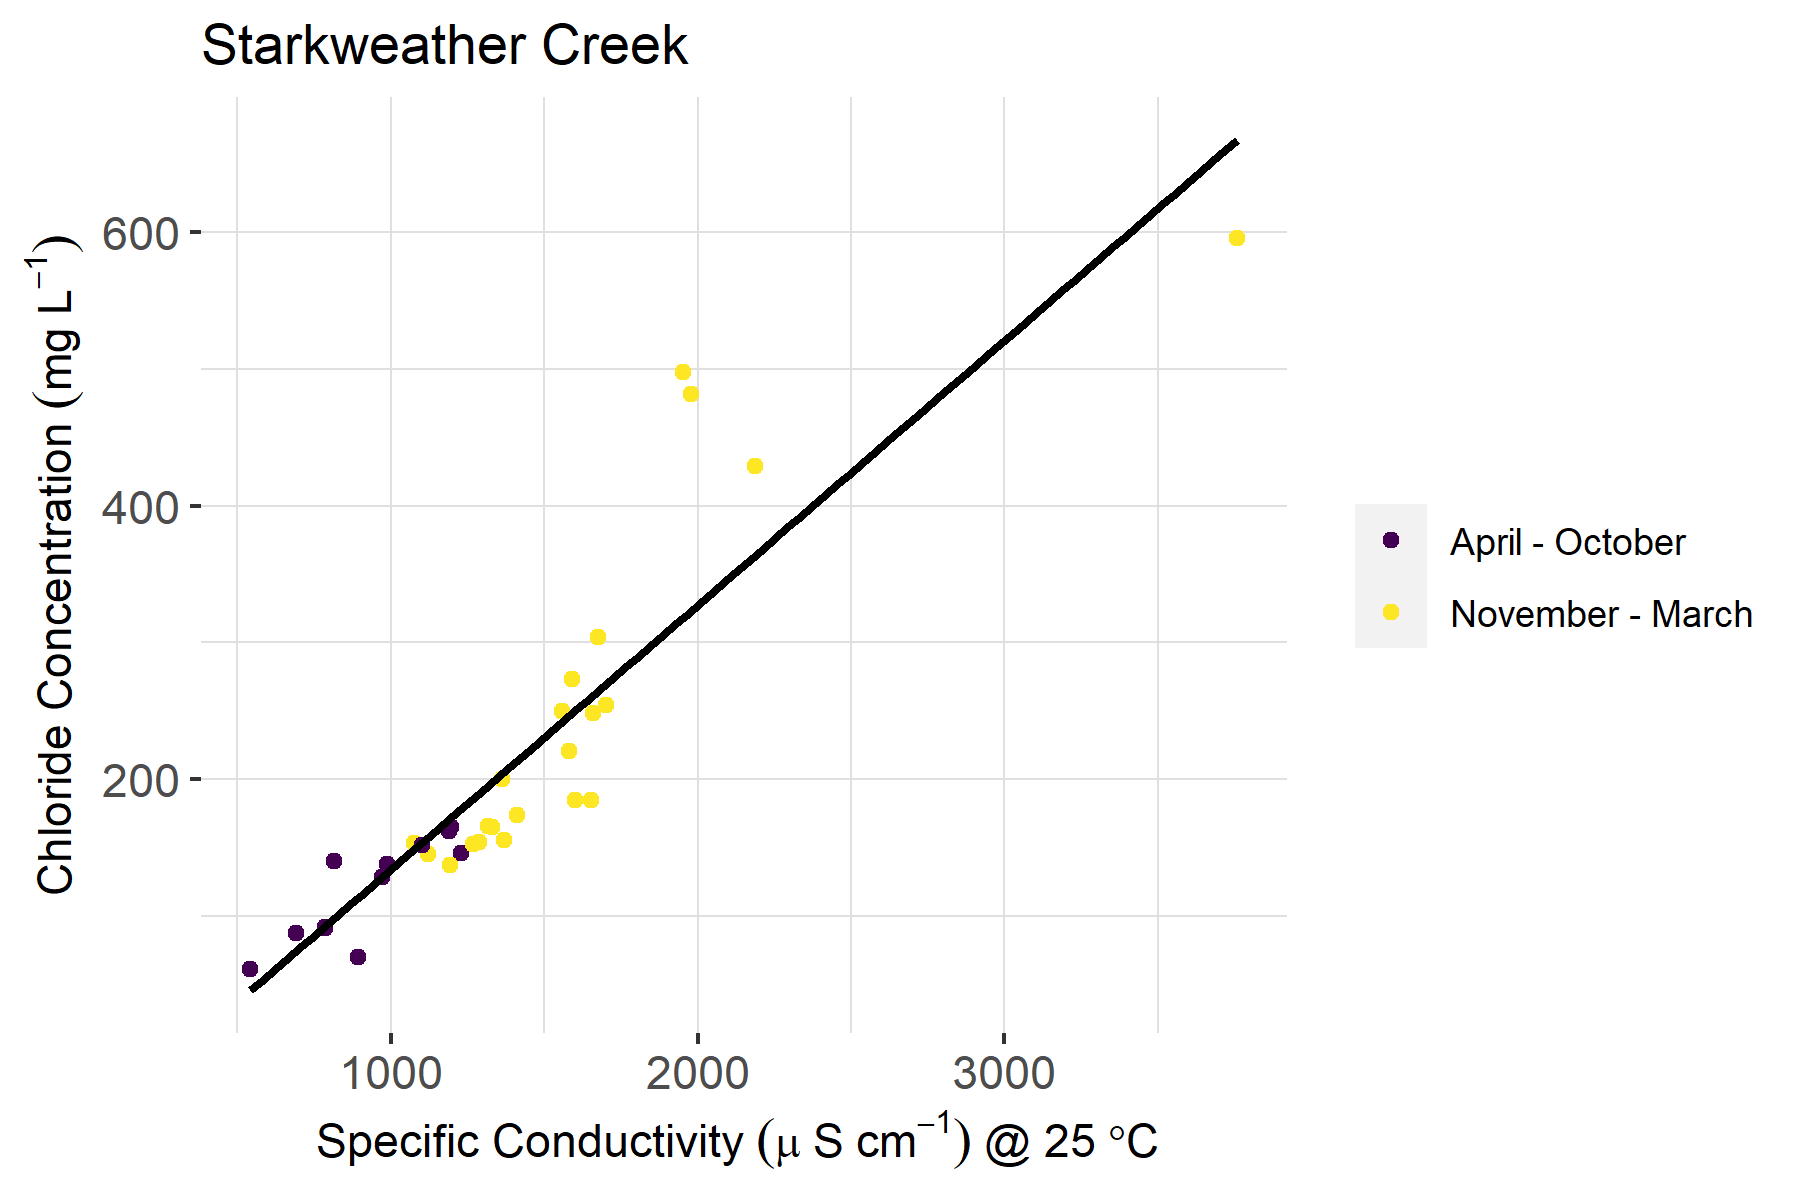 Starkweather Creek
Chloride Concentration (mg L⁻¹)
600
400
200
1000 2000 3000
Specific Conductivity (μ S cm⁻¹) @ 25 °C
April - October
November - March